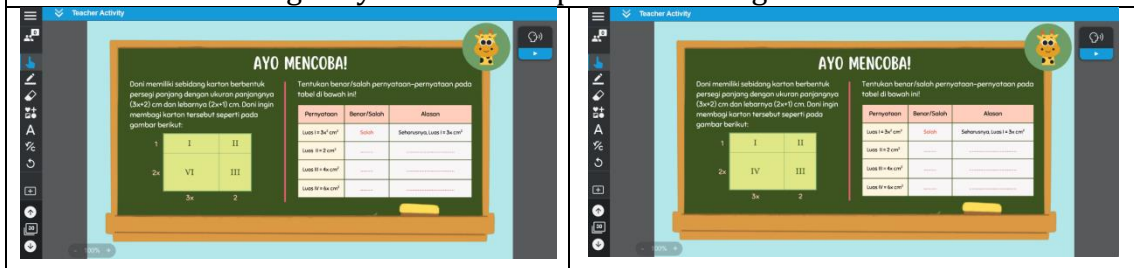 Teacher Activity
AYO MENCOBA!
Doni memiliki sebidang karton berbentuk
persegi panjang dengan ukuran panjangnya
(3x+2) cm dan lebarnya (2x+1) cm. Doni ingin
membagi karton tersebut seperti pada
gambar berikut:
1 I II
2x VI III
3x 2
Tentukan benar/salah pernyataan-pernyataan pada
tabel di bawah ini!
Pernyataan Benar/Salah Alasan
Luas I = 3x² cm² Salah Seharusnya, Luas I = 3x cm²
Luas II = 2 cm² ........ ........
Luas III = 4x cm² ........ ........
Luas IV = 6x cm² ........ ........
- 100% +
Teacher Activity
AYO MENCOBA!
Doni memiliki sebidang karton berbentuk
persegi panjang dengan ukuran panjangnya
(3x+2) cm dan lebarnya (2x+1) cm. Doni ingin
membagi karton tersebut seperti pada
gambar berikut:
1 I II
2x IV III
3x 2
Tentukan benar/salah pernyataan-pernyataan pada
tabel di bawah ini!
Pernyataan Benar/Salah Alasan
Luas I = 3x² cm² Salah Seharusnya, Luas I = 3x cm²
Luas II = 2 cm² ........ ........
Luas III = 4x cm² ........ ........
Luas IV = 6x cm² ........ ........
- 100% +